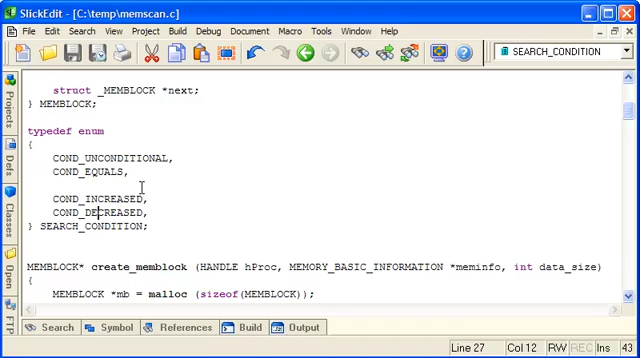 SlickEdit - [C:\temp\memscan.c]
File Edit Search View Project Build Debug Document Macro Tools Window Help
SEARCH_CONDITION
Projects
Defs
Classes
Open
FTP
struct _MEMBLOCK *next;
} MEMBLOCK;
typedef enum
{
COND_UNCONDITIONAL,
COND_EQUALS,
COND_INCREASED,
COND_DECREASED,
} SEARCH_CONDITION;
MEMBLOCK* create_memblock (HANDLE hProc, MEMORY_BASIC_INFORMATION *meminfo, int data_size)
{
MEMBLOCK *mb = malloc (sizeof(MEMBLOCK));
Search Symbol References Build Output
Line 27 Col 12 RW REC Ins 43